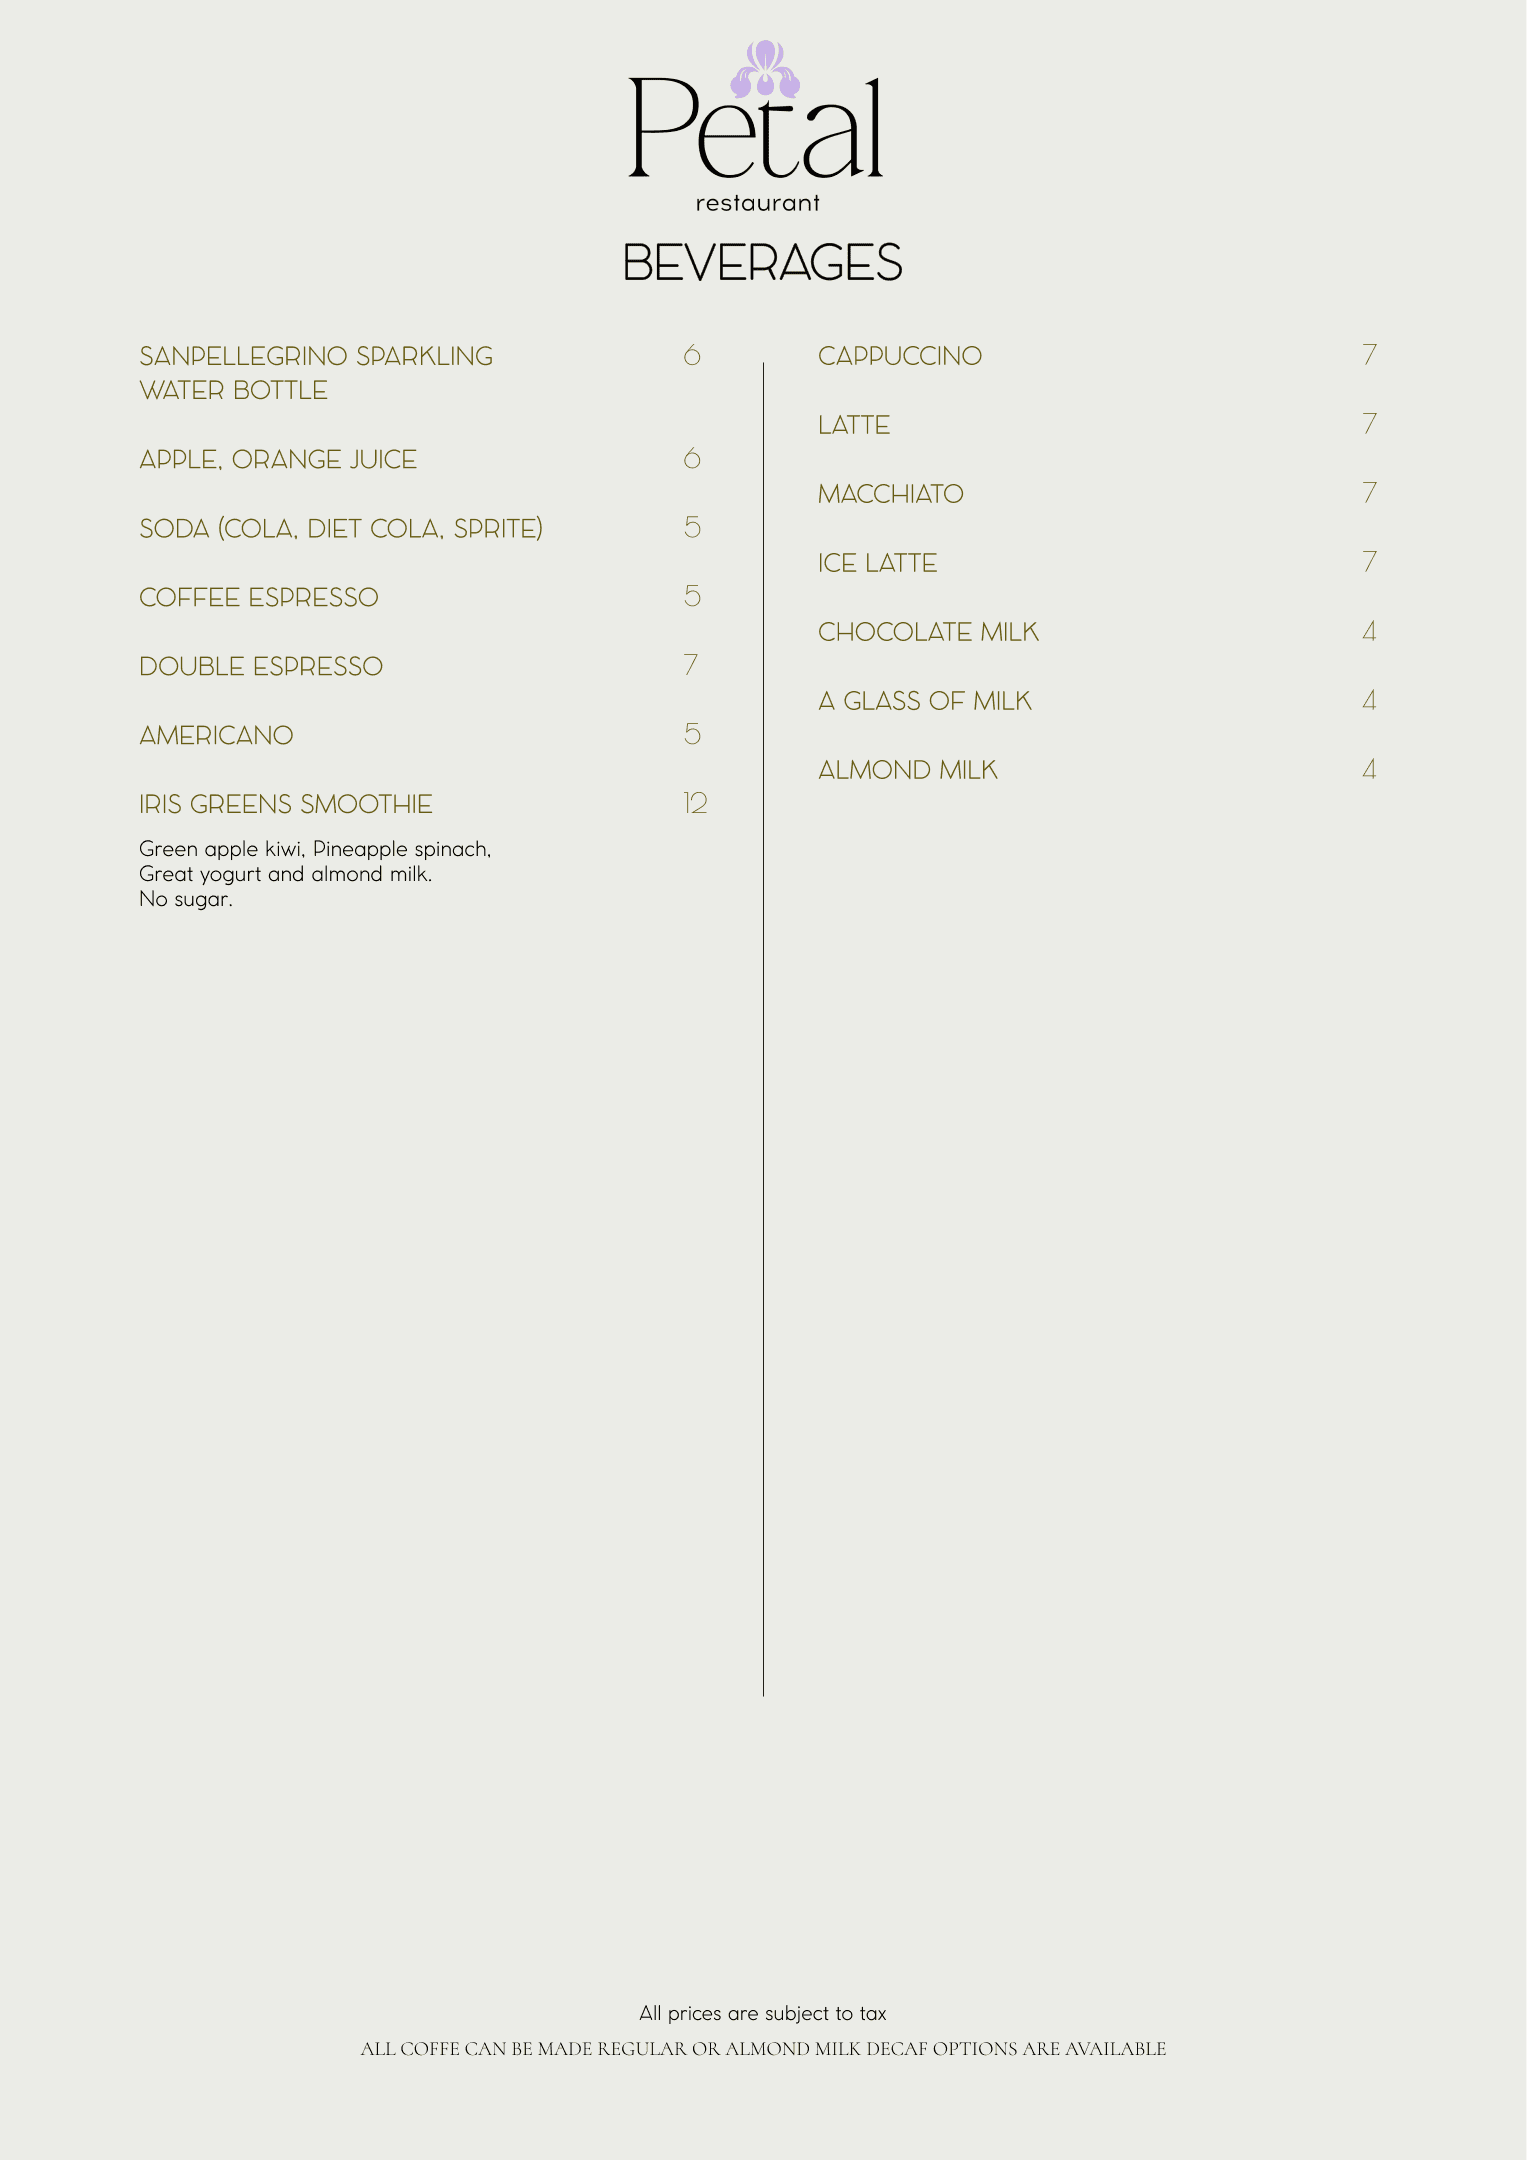 Petal
restaurant
BEVERAGES
SANPELLEGRINO SPARKLING 6
WATER BOTTLE
APPLE, ORANGE JUICE 6
SODA (COLA, DIET COLA, SPRITE) 5
COFFEE ESPRESSO 5
DOUBLE ESPRESSO 7
AMERICANO 5
IRIS GREENS SMOOTHIE 12
Green apple kiwi, Pineapple spinach,
Great yogurt and almond milk.
No sugar.
CAPPUCCINO 7
LATTE 7
MACCHIATO 7
ICE LATTE 7
CHOCOLATE MILK 4
A GLASS OF MILK 4
ALMOND MILK 4
All prices are subject to tax
ALL COFFE CAN BE MADE REGULAR OR ALMOND MILK DECAF OPTIONS ARE AVAILABLE